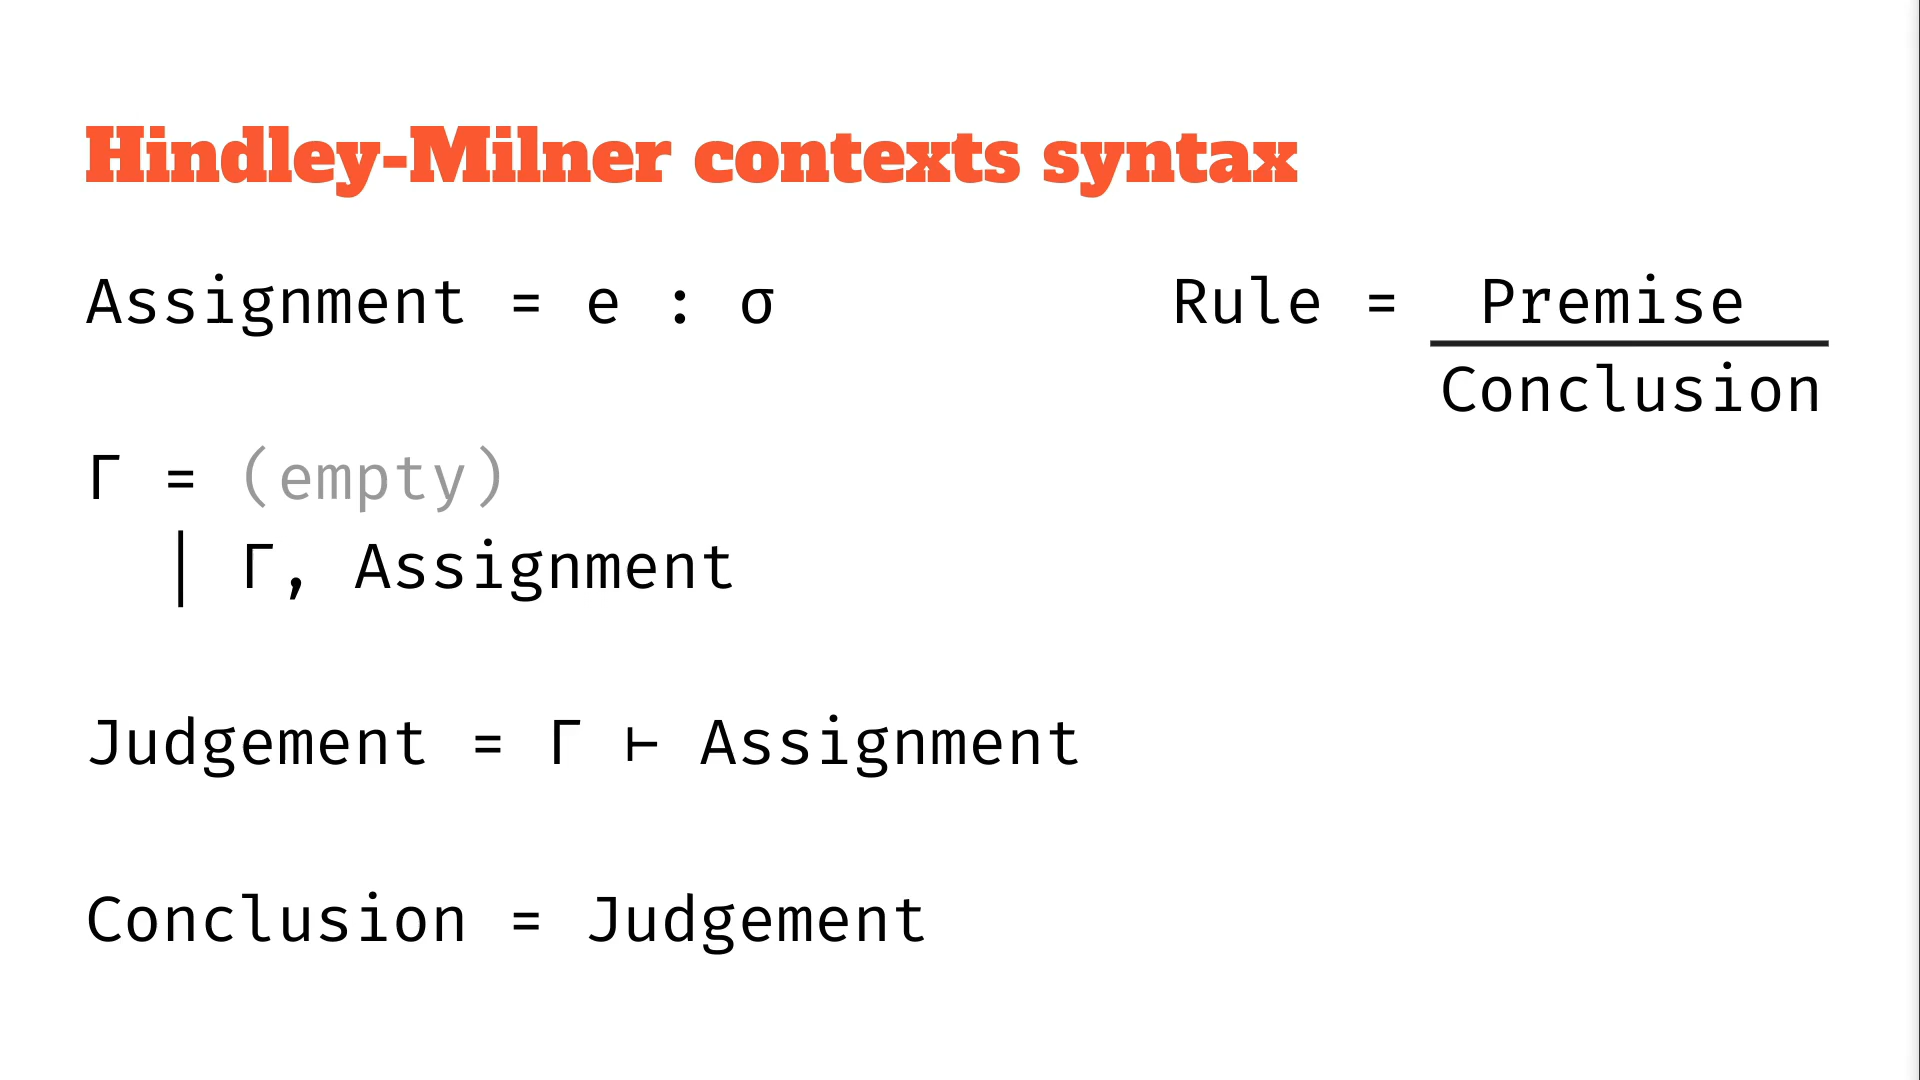 Hindley-Milner contexts syntax
Assignment = e : σ
Γ = (empty)
| Γ, Assignment
Judgement = Γ ⊢ Assignment
Conclusion = Judgement
Rule = Premise
Conclusion